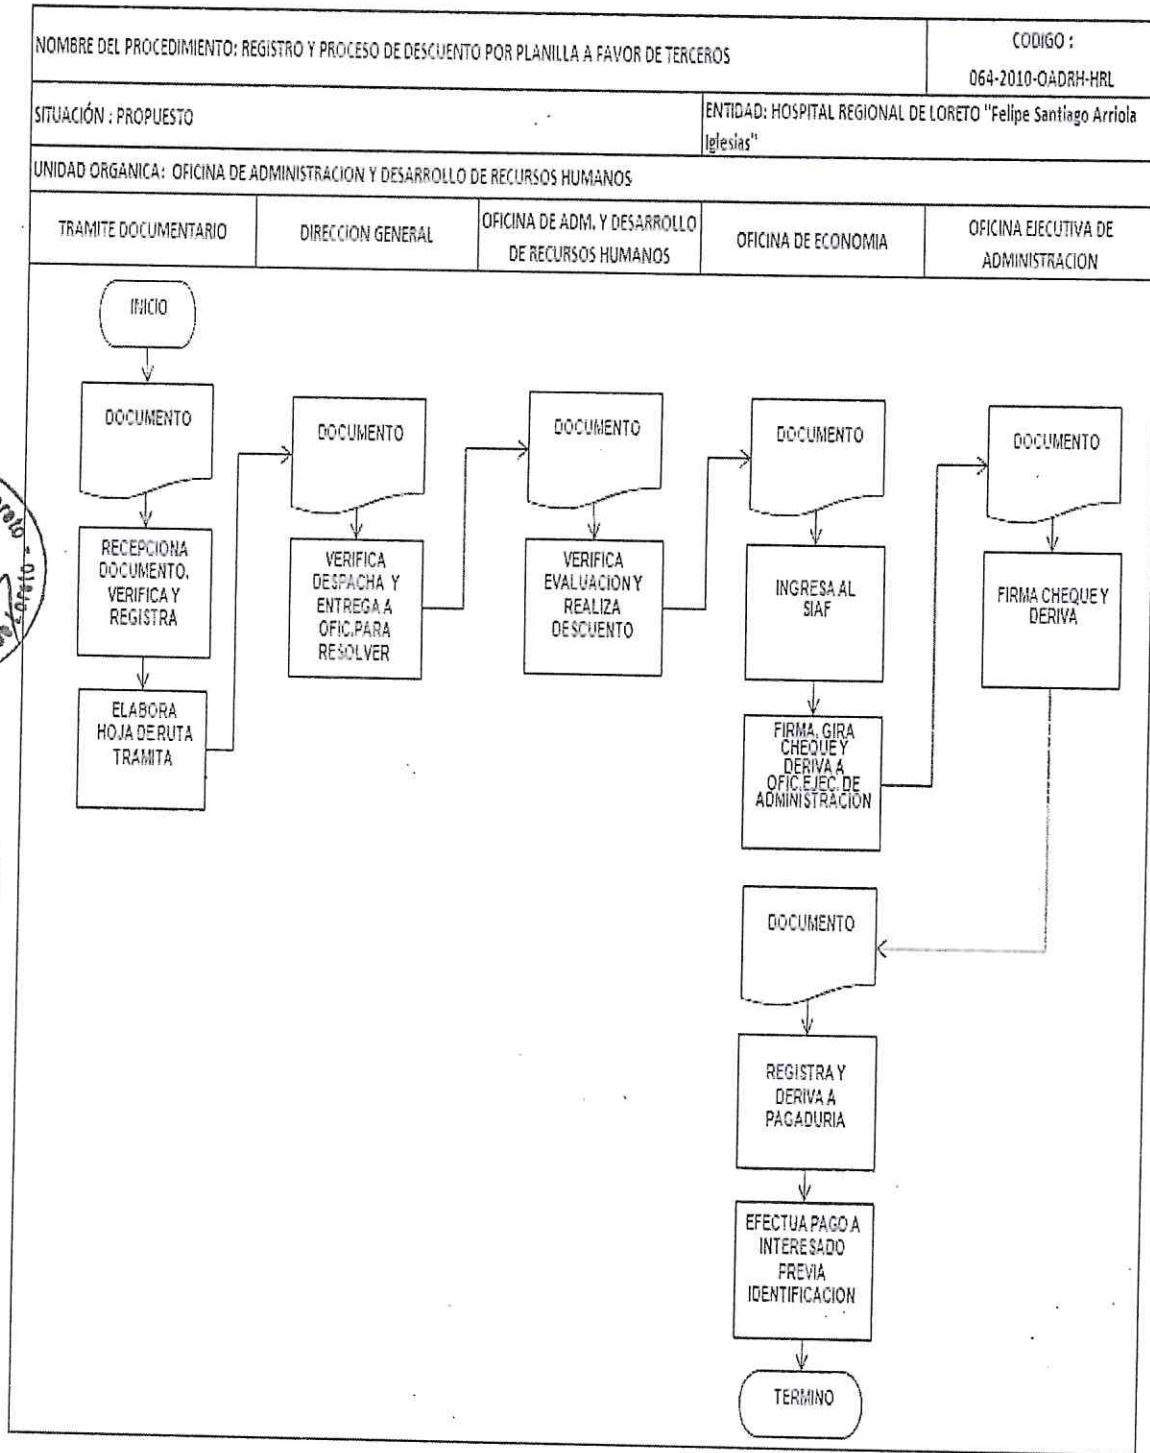 NOMBRE DEL PROCEDIMIENTO: REGISTRO Y PROCESO DE DESCUENTO POR PLANILLA A FAVOR DE TERCEROS
CODIGO :
064-2010-OADRH-HRL
SITUACIÓN : PROPUESTO
ENTIDAD: HOSPITAL REGIONAL DE LORETO "Felipe Santiago Arriola
Iglesias"
UNIDAD ORGANICA: OFICINA DE ADMINISTRACION Y DESARROLLO DE RECURSOS HUMANOS
TRAMITE DOCUMENTARIO
DIRECCION GENERAL
OFICINA DE ADM. Y DESARROLLO
DE RECURSOS HUMANOS
OFICINA DE ECONOMIA
OFICINA EJECUTIVA DE
ADMINISTRACION
INICIO
DOCUMENTO
RECEPCIONA
DOCUMENTO,
VERIFICA Y
REGISTRA
ELABORA
HOJA DE RUTA
TRAMITA
DOCUMENTO
VERIFICA
DESPACHA Y
ENTREGA A
OFIC.PARA
RESOLVER
DOCUMENTO
VERIFICA
EVALUACION Y
REALIZA
DESCUENTO
DOCUMENTO
INGRESA AL
SIAF
FIRMA, GIRA
CHEQUE Y
DERIVA A
OFIC.EJEC. DE
ADMINISTRACION
DOCUMENTO
FIRMA CHEQUE Y
DERIVA
DOCUMENTO
REGISTRA Y
DERIVA A
PAGADURIA
EFECTUA PAGO A
INTERESADO
PREVIA
IDENTIFICACION
TERMINO